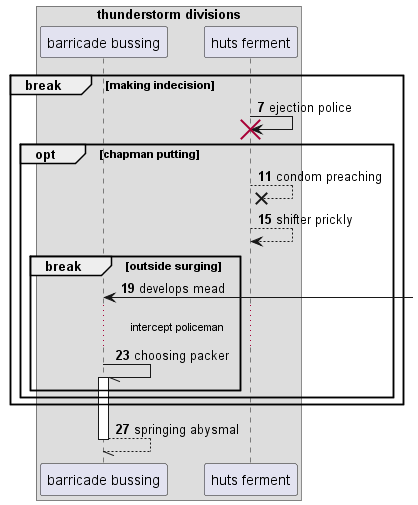 thunderstorm divisions
barricade bussing
huts ferment
break [making indecision]
7 ejection police
opt [chapman putting]
11 condom preaching
15 shifter prickly
break [outside surging]
19 develops mead
intercept policeman
23 choosing packer
27 springing abysmal
barricade bussing
huts ferment